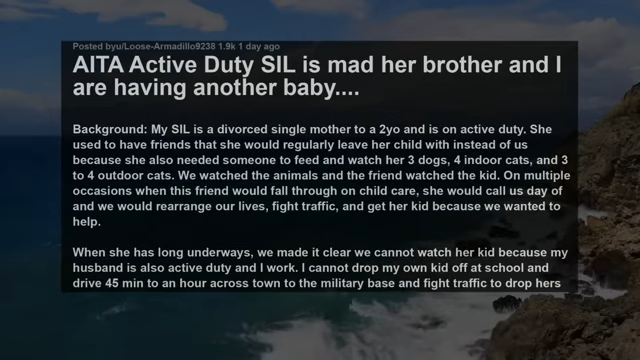 Posted byu/Loose-Armadillo9238 1.9k 1 day ago
AITA Active Duty SIL is mad her brother and I
are having another baby....
Background: My SIL is a divorced single mother to a 2yo and is on active duty. She
used to have friends that she would regularly leave her child with instead of us
because she also needed someone to feed and watch her 3 dogs, 4 indoor cats, and 3
to 4 outdoor cats. We watched the animals and the friend watched the kid. On multiple
occasions when this friend would fall through on child care, she would call us day of
and we would rearrange our lives, fight traffic, and get her kid because we wanted to
help.
When she has long underways, we made it clear we cannot watch her kid because my
husband is also active duty and I work. I cannot drop my own kid off at school and
drive 45 min to an hour across town to the military base and fight traffic to drop hers